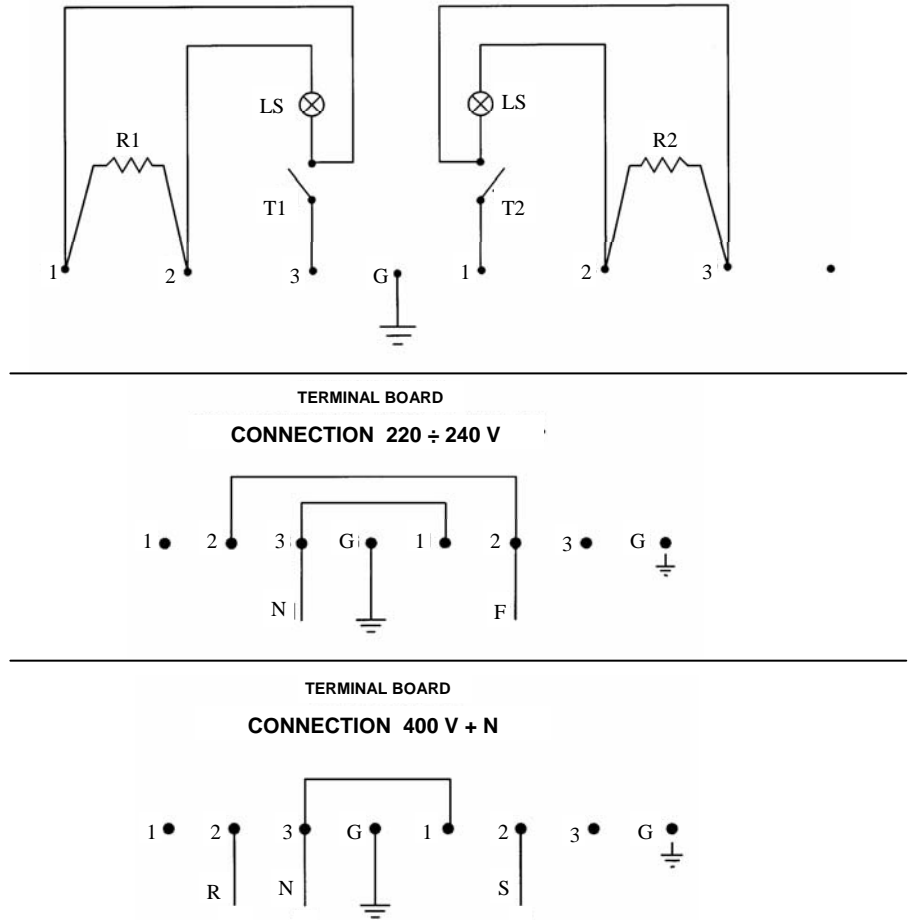 LS LS
R1 R2
T1 T2
1 2 3 G 1 2 3
TERMINAL BOARD
CONNECTION 220 ÷ 240 V
1 2 3 G 1 2 3 G
N F
TERMINAL BOARD
CONNECTION 400 V + N
1 2 3 G 1 2 3 G
R N S